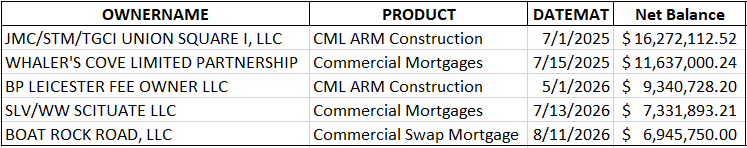 OWNERNAME PRODUCT DATEMAT Net Balance
JMC/STM/TGCI UNION SQUARE I, LLC CML ARM Construction 7/1/2025 $ 16,272,112.52
WHALER'S COVE LIMITED PARTNERSHIP Commercial Mortgages 7/15/2025 $ 11,637,000.24
BP LEICESTER FEE OWNER LLC CML ARM Construction 5/1/2026 $ 9,340,728.20
SLV/WW SCITUATE LLC Commercial Mortgages 7/13/2026 $ 7,331,893.21
BOAT ROCK ROAD, LLC Commercial Swap Mortgage 8/11/2026 $ 6,945,750.00